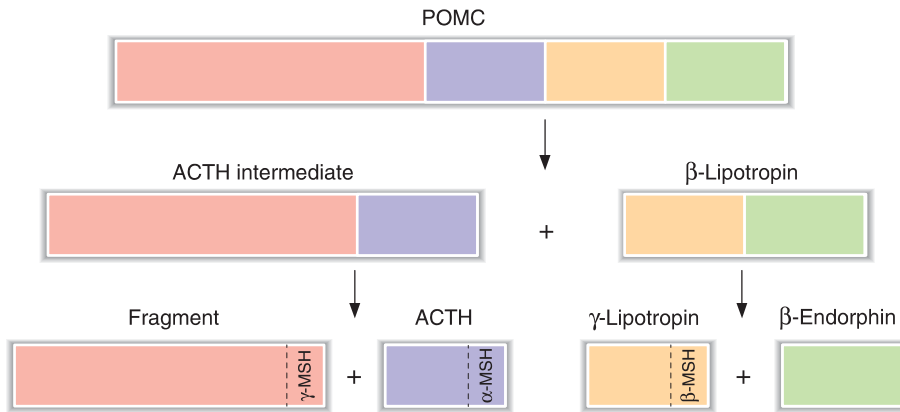 POMC
ACTH intermediate
β-Lipotropin
+
Fragment
ACTH
γ-Lipotropin
β-Endorphin
γ-MSH
+
α-MSH
β-MSH
+